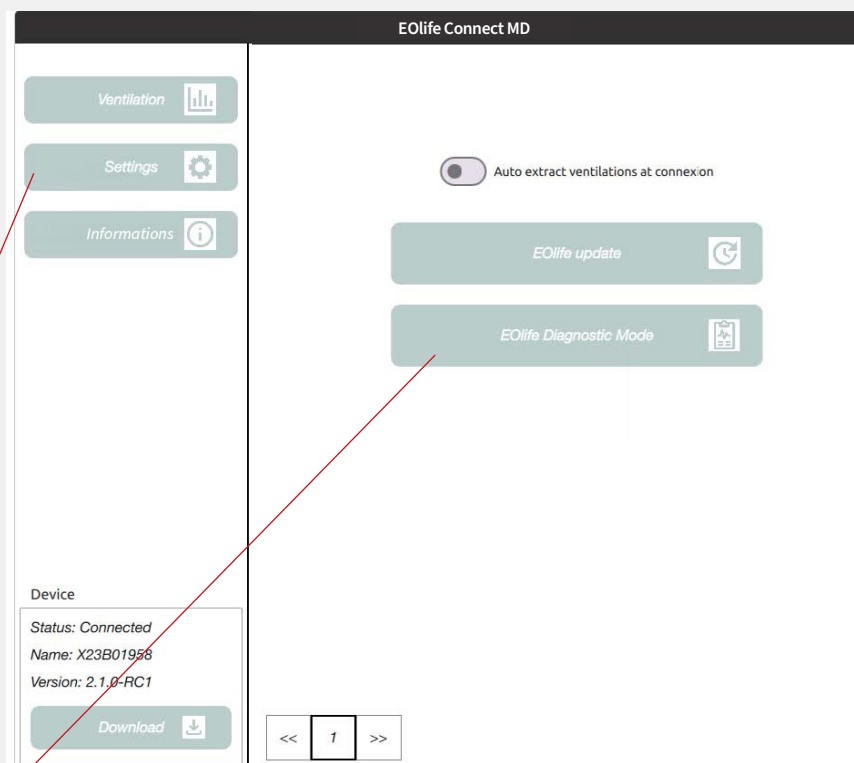 EOlife Connect MD
Ventilation
Settings
Informations
Auto extract ventilations at connexion
EOlife update
EOlife Diagnostic Mode
Device
Status: Connected
Name: X23B01958
Version: 2.1.0-RC1
Download
<< 1 >>